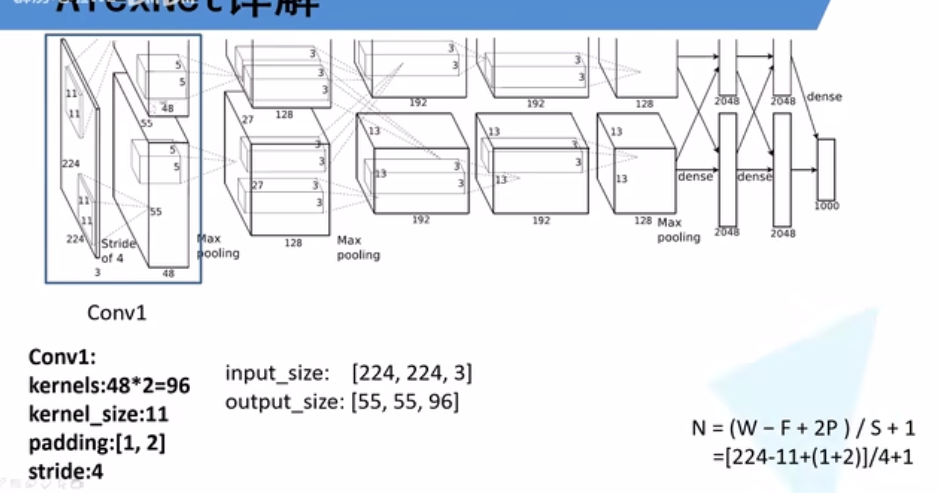 AlexNet详解
11
11
224
11
11
224
Stride
of 4
3
5
5
48
55
5
5
55
48
Max
pooling
3
3
3
27
128
3
3
27
3
3
128
Max
pooling
3
3
192
13
13
3
3
192
3
3
192
13
3
3
13
192
128
13
13
128
Max
pooling
2048
2048
dense
dense
dense
2048
2048
1000
Conv1
Conv1:
kernels:48*2=96
kernel_size:11
padding:[1, 2]
stride:4
input_size: [224, 224, 3]
output_size: [55, 55, 96]
N = (W − F + 2P ) / S + 1
=[224-11+(1+2)]/4+1